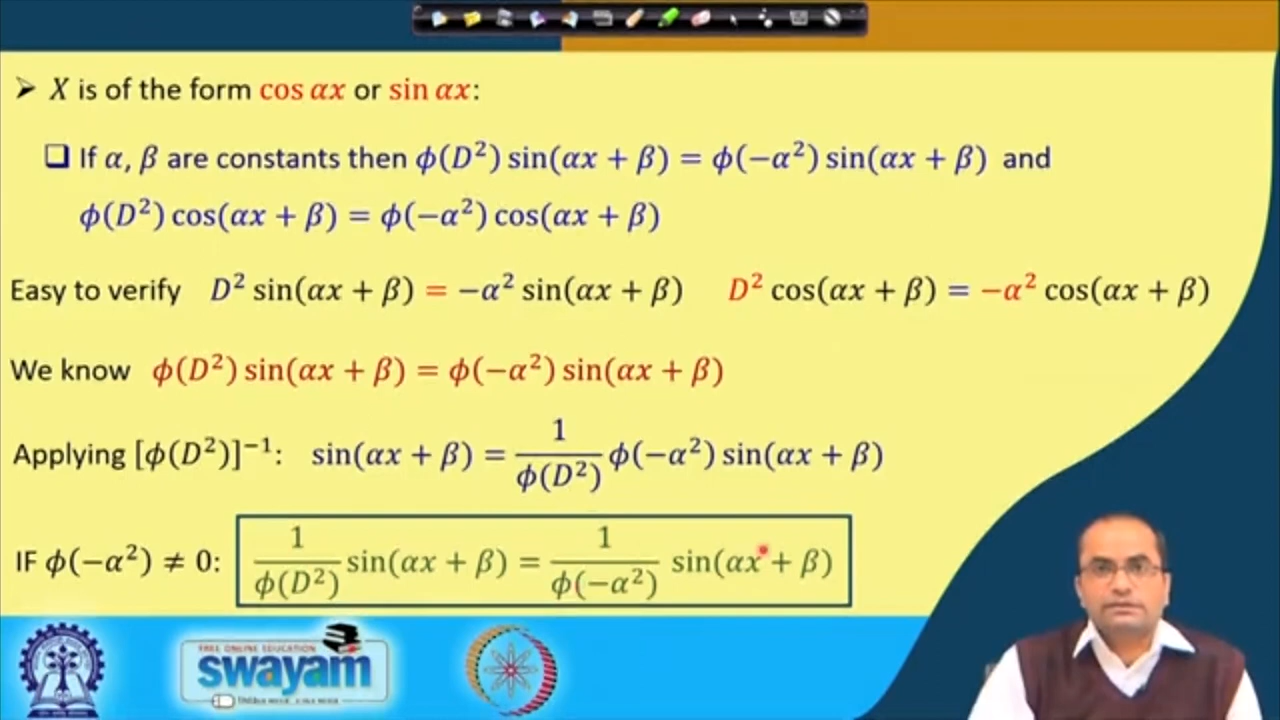 ➢ X is of the form cos αx or sin αx:
❑ If α, β are constants then ϕ(D²) sin(αx + β) = ϕ(−α²) sin(αx + β) and
ϕ(D²) cos(αx + β) = ϕ(−α²) cos(αx + β)
Easy to verify D² sin(αx + β) = −α² sin(αx + β) D² cos(αx + β) = −α² cos(αx + β)
We know ϕ(D²) sin(αx + β) = ϕ(−α²) sin(αx + β)
Applying [ϕ(D²)]⁻¹: sin(αx + β) = 1/ϕ(D²) ϕ(−α²) sin(αx + β)
IF ϕ(−α²) ≠ 0: 1/ϕ(D²) sin(αx + β) = 1/ϕ(−α²) sin(αx + β)
FREE ONLINE EDUCATION
swayam